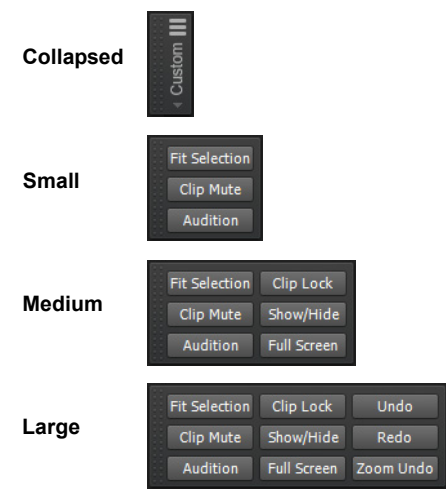 Collapsed
Custom
Small
Fit Selection
Clip Mute
Audition
Medium
Fit Selection Clip Lock
Clip Mute Show/Hide
Audition Full Screen
Large
Fit Selection Clip Lock Undo
Clip Mute Show/Hide Redo
Audition Full Screen Zoom Undo